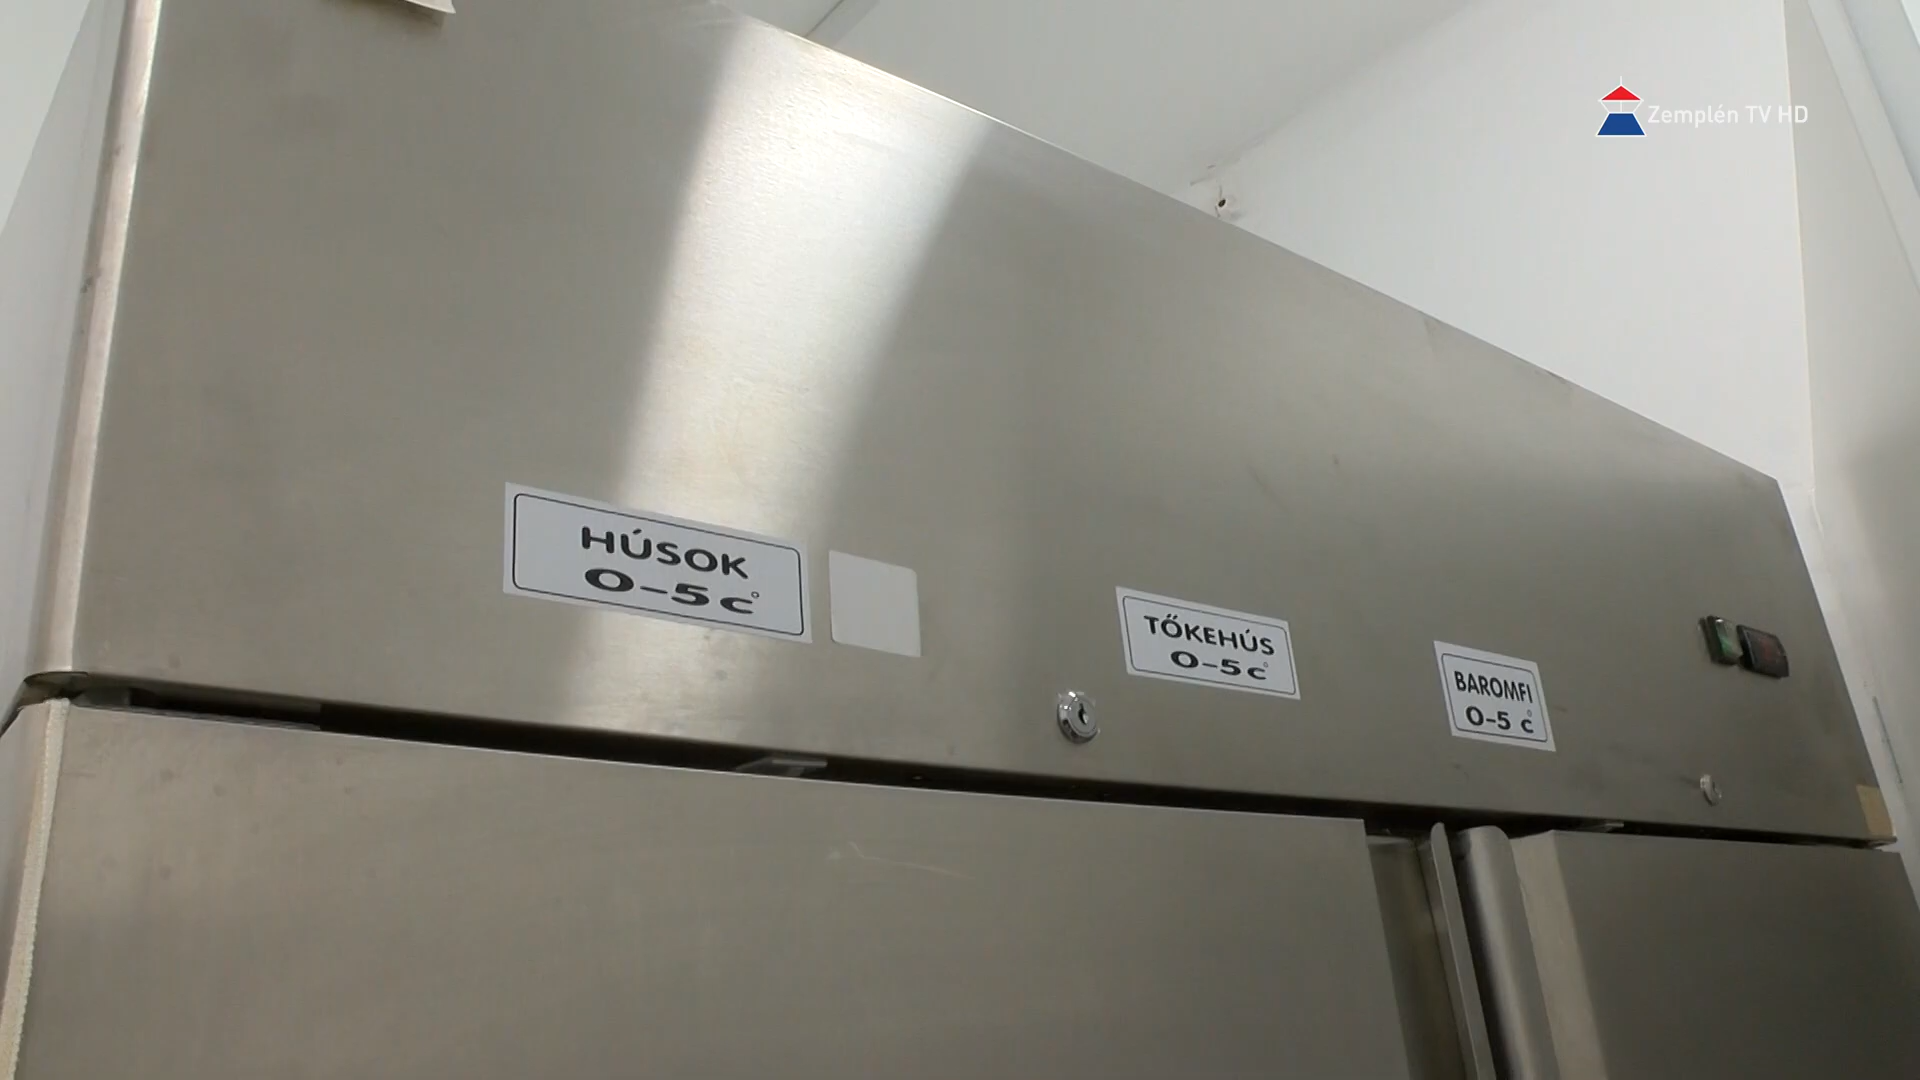 Zemplén TV HD
HÚSOK
0-5 c°
TŐKEHÚS
0-5 c°
BAROMFI
0-5 c°